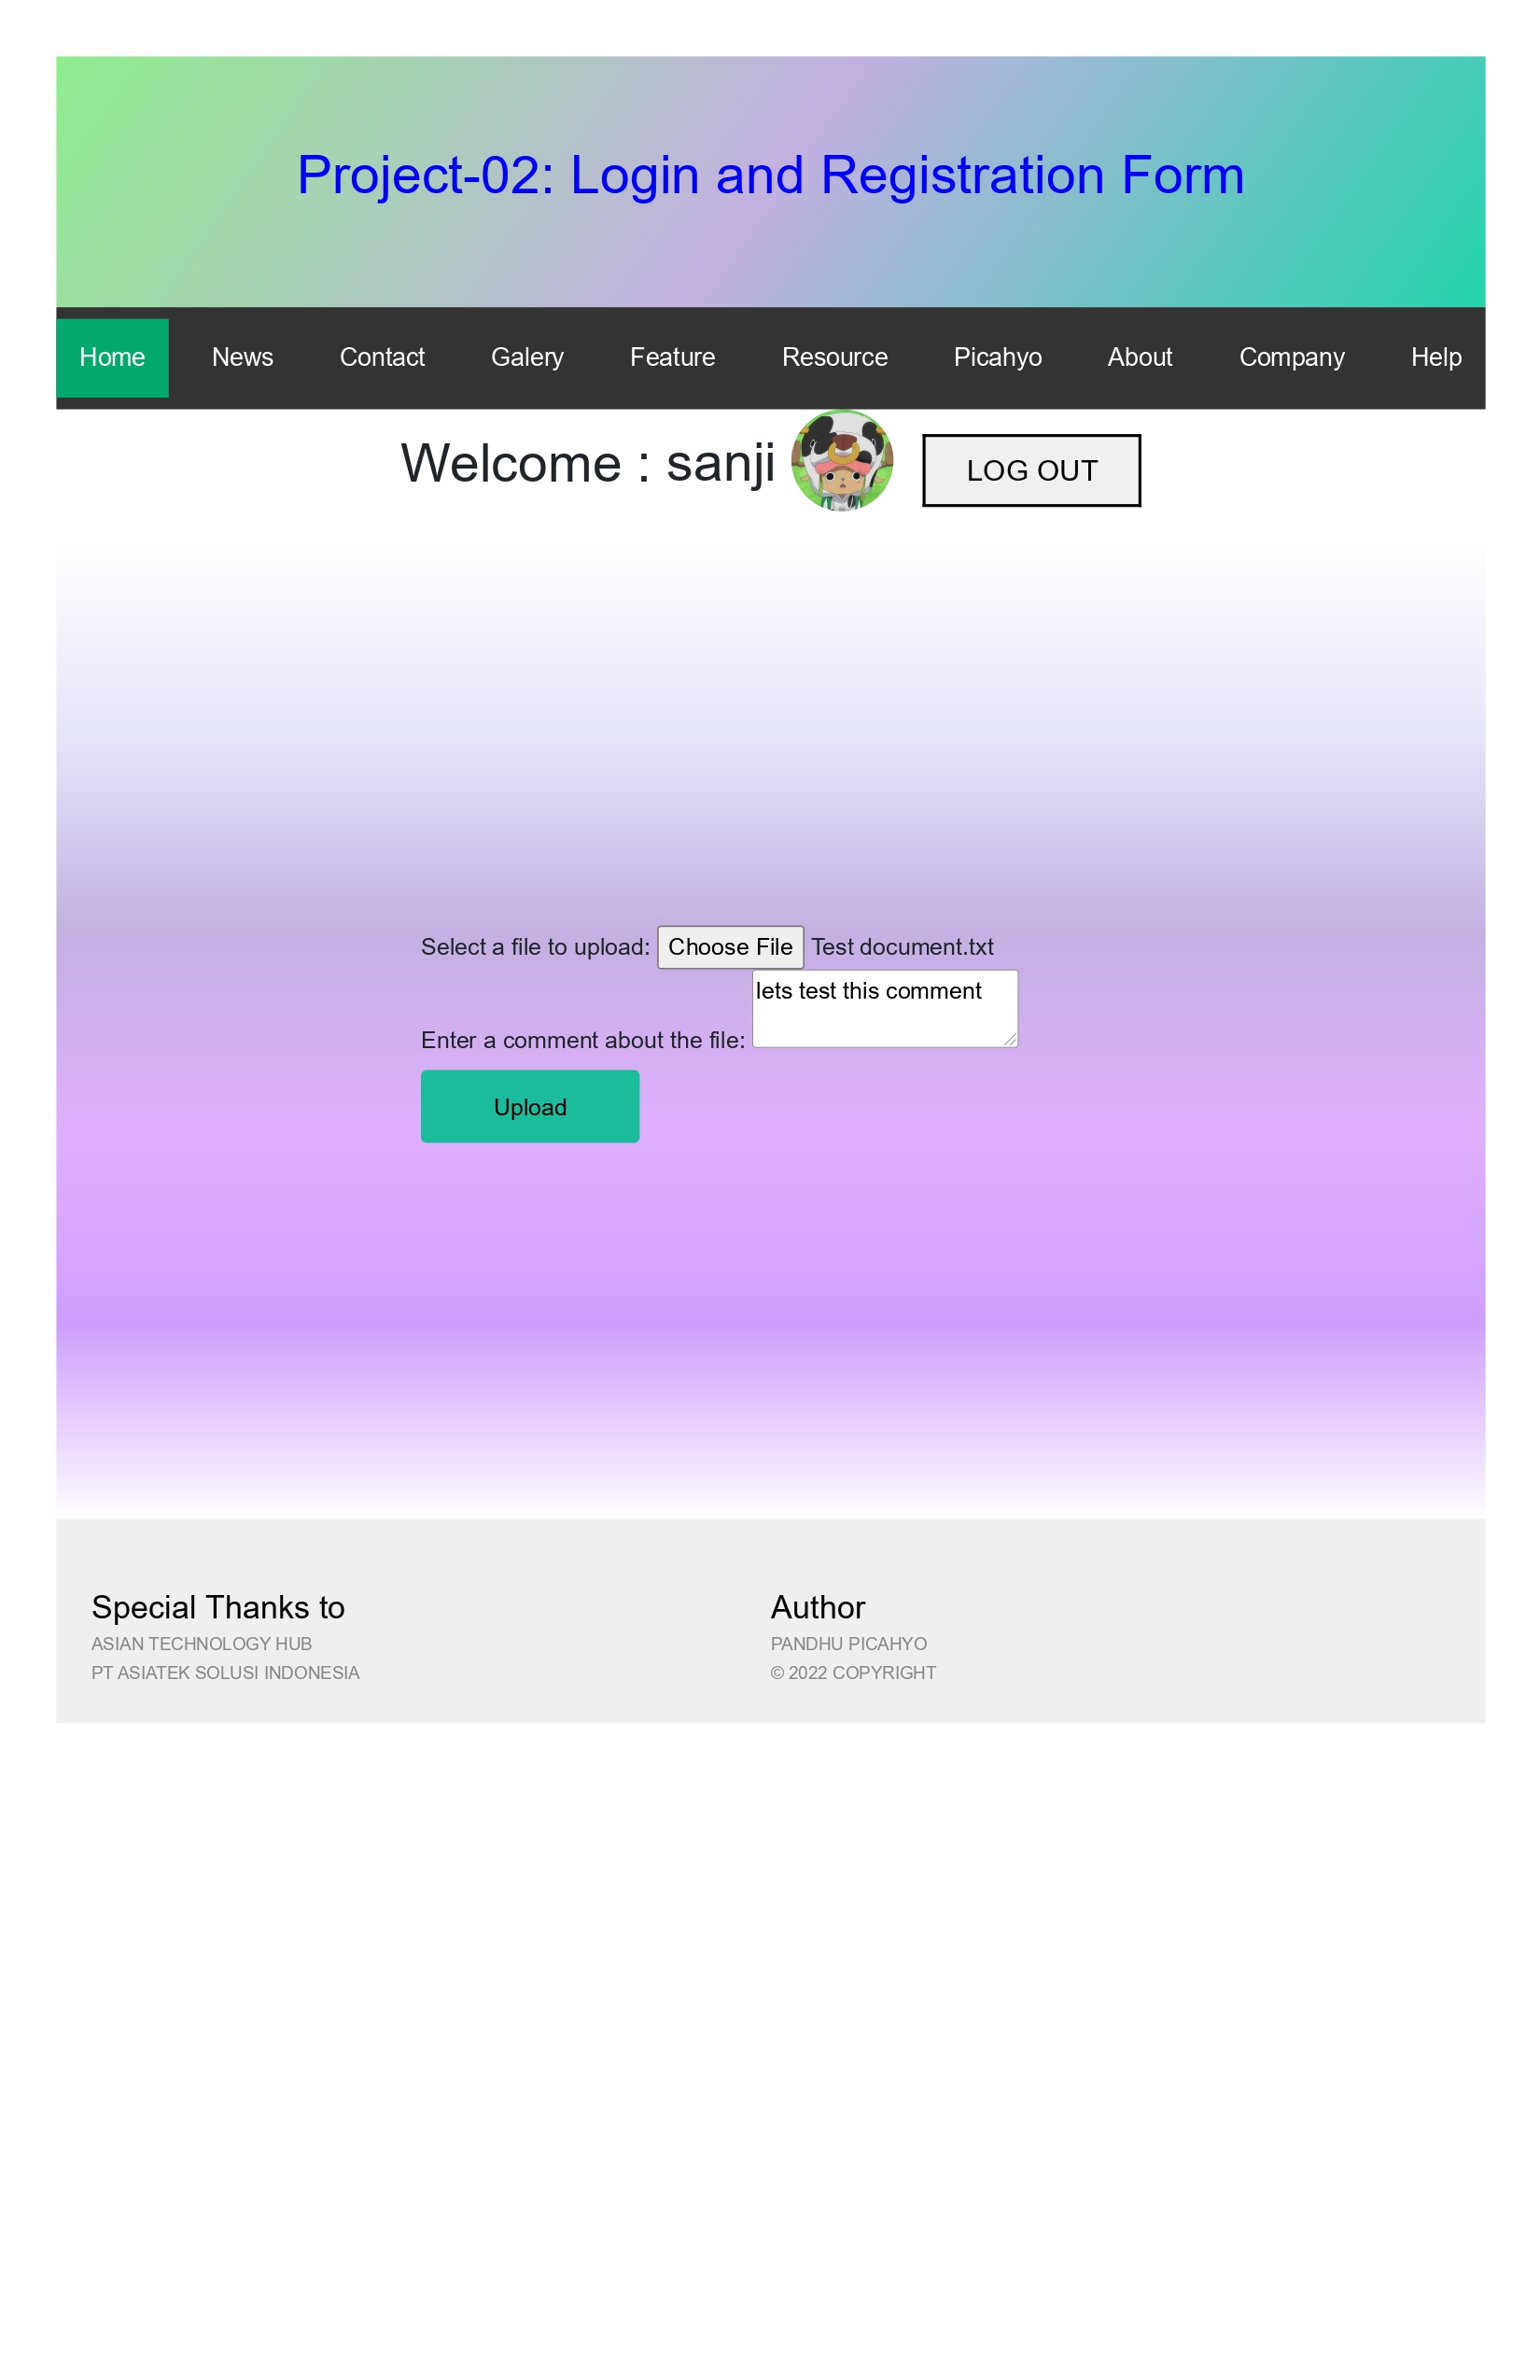 Project-02: Login and Registration Form
Home News Contact Galery Feature Resource Picahyo About Company Help
Welcome : sanji LOG OUT
Select a file to upload: Choose File Test document.txt
lets test this comment
Enter a comment about the file:
Upload
Special Thanks to
ASIAN TECHNOLOGY HUB
PT ASIATEK SOLUSI INDONESIA
Author
PANDHU PICAHYO
© 2022 COPYRIGHT